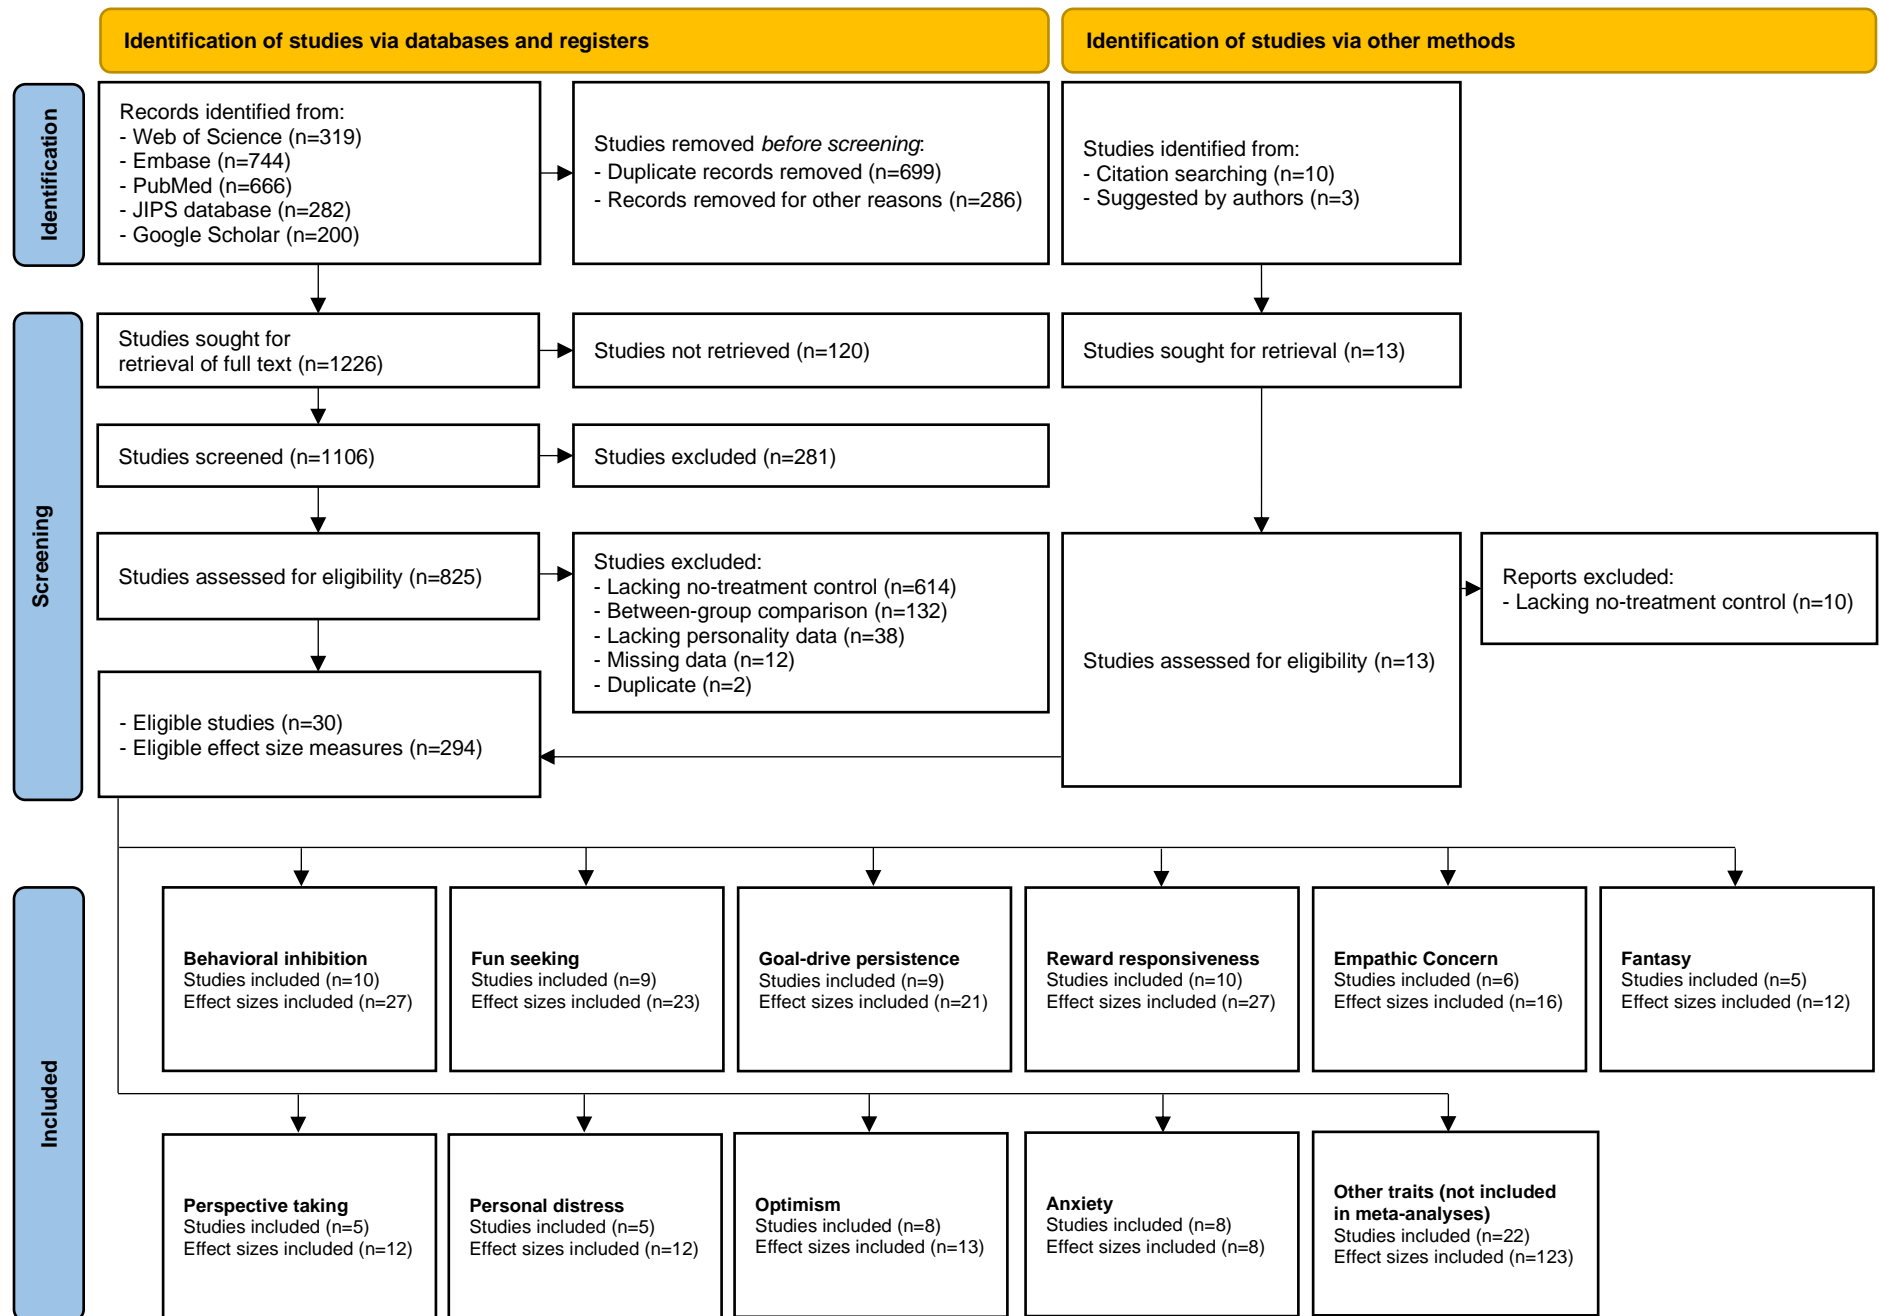 Identification of studies via databases and registers
Identification of studies via other methods
Identification
Records identified from:
- Web of Science (n=319)
- Embase (n=744)
- PubMed (n=666)
- JIPS database (n=282)
- Google Scholar (n=200)
Studies removed before screening:
- Duplicate records removed (n=699)
- Records removed for other reasons (n=286)
Studies identified from:
- Citation searching (n=10)
- Suggested by authors (n=3)
Screening
Studies sought for
retrieval of full text (n=1226)
Studies not retrieved (n=120)
Studies sought for retrieval (n=13)
Studies screened (n=1106)
Studies excluded (n=281)
Studies assessed for eligibility (n=825)
Studies excluded:
- Lacking no-treatment control (n=614)
- Between-group comparison (n=132)
- Lacking personality data (n=38)
- Missing data (n=12)
- Duplicate (n=2)
Studies assessed for eligibility (n=13)
Reports excluded:
- Lacking no-treatment control (n=10)
- Eligible studies (n=30)
- Eligible effect size measures (n=294)
Included
Behavioral inhibition
Studies included (n=10)
Effect sizes included (n=27)
Fun seeking
Studies included (n=9)
Effect sizes included (n=23)
Goal-drive persistence
Studies included (n=9)
Effect sizes included (n=21)
Reward responsiveness
Studies included (n=10)
Effect sizes included (n=27)
Empathic Concern
Studies included (n=6)
Effect sizes included (n=16)
Fantasy
Studies included (n=5)
Effect sizes included (n=12)
Perspective taking
Studies included (n=5)
Effect sizes included (n=12)
Personal distress
Studies included (n=5)
Effect sizes included (n=12)
Optimism
Studies included (n=8)
Effect sizes included (n=13)
Anxiety
Studies included (n=8)
Effect sizes included (n=8)
Other traits (not included
in meta-analyses)
Studies included (n=22)
Effect sizes included (n=123)